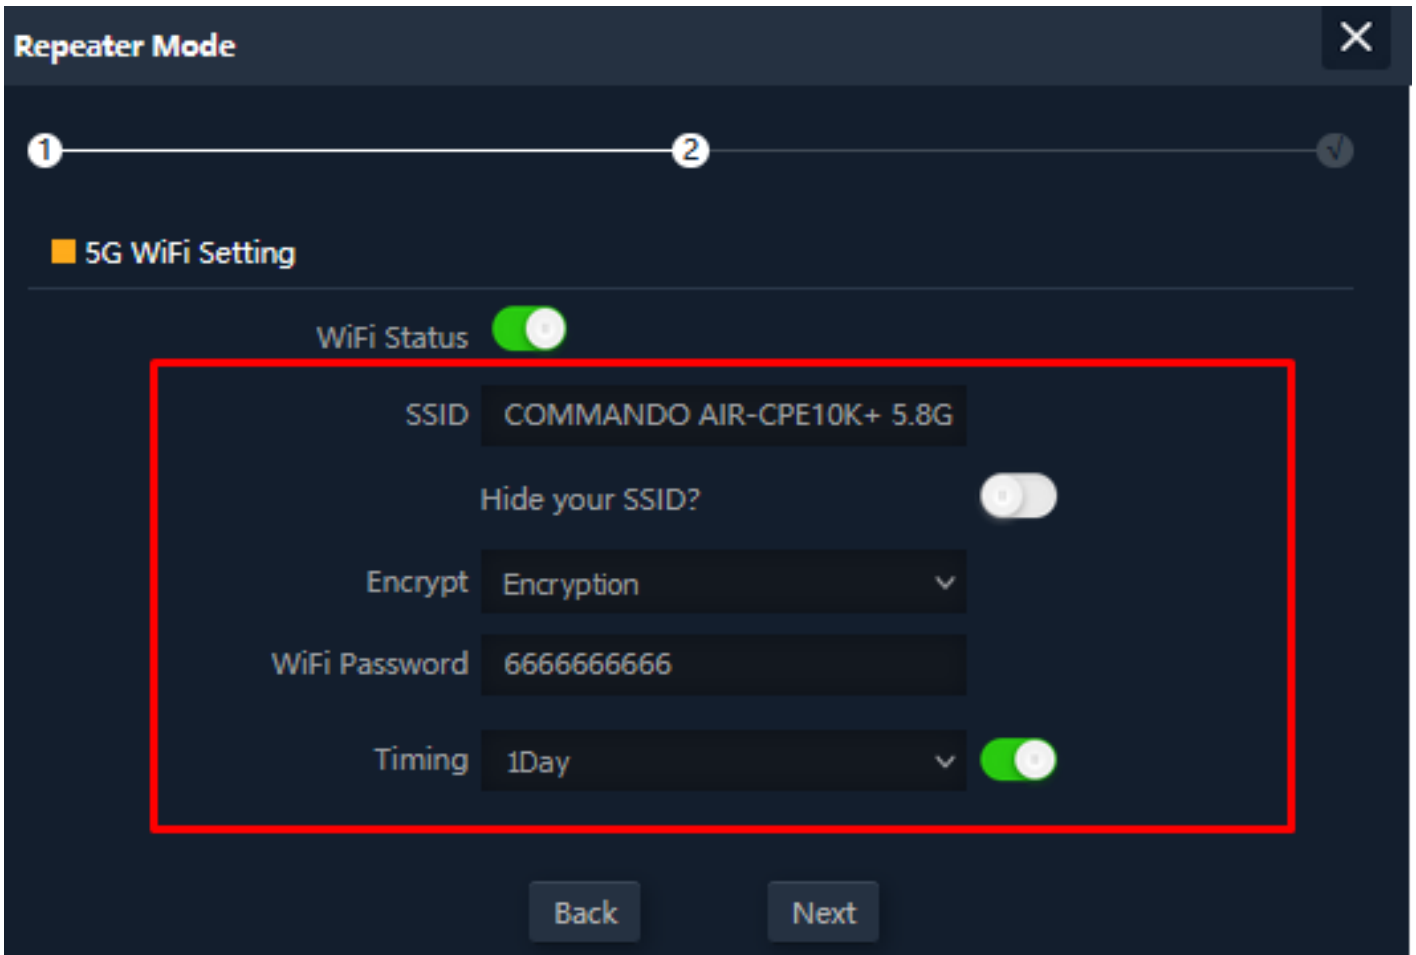 Repeater Mode
1
2
√
5G WiFi Setting
WiFi Status
SSID COMMANDO AIR-CPE10K+ 5.8G
Hide your SSID?
Encrypt Encryption
WiFi Password 6666666666
Timing 1Day
Back Next